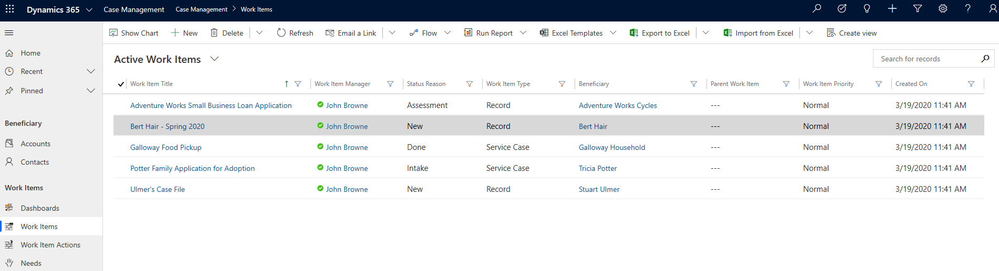 Dynamics 365 Case Management Case Management > Work Items
Show Chart New Delete Refresh Email a Link Flow Run Report Excel Templates Export to Excel Import from Excel Create view
Home
Recent
Pinned
Beneficiary
Accounts
Contacts
Work Items
Dashboards
Work Items
Work Item Actions
Needs
Active Work Items
Search for records
Work Item Title Work Item Manager Status Reason Work Item Type Beneficiary Parent Work Item Work Item Priority Created On
Adventure Works Small Business Loan Application John Browne Assessment Record Adventure Works Cycles --- Normal 3/19/2020 11:41 AM
Bert Hair - Spring 2020 John Browne New Record Bert Hair --- Normal 3/19/2020 11:41 AM
Galloway Food Pickup John Browne Done Service Case Galloway Household --- Normal 3/19/2020 11:41 AM
Potter Family Application for Adoption John Browne Intake Service Case Tricia Potter --- Normal 3/19/2020 11:41 AM
Ulmer's Case File John Browne New Record Stuart Ulmer --- Normal 3/19/2020 11:41 AM